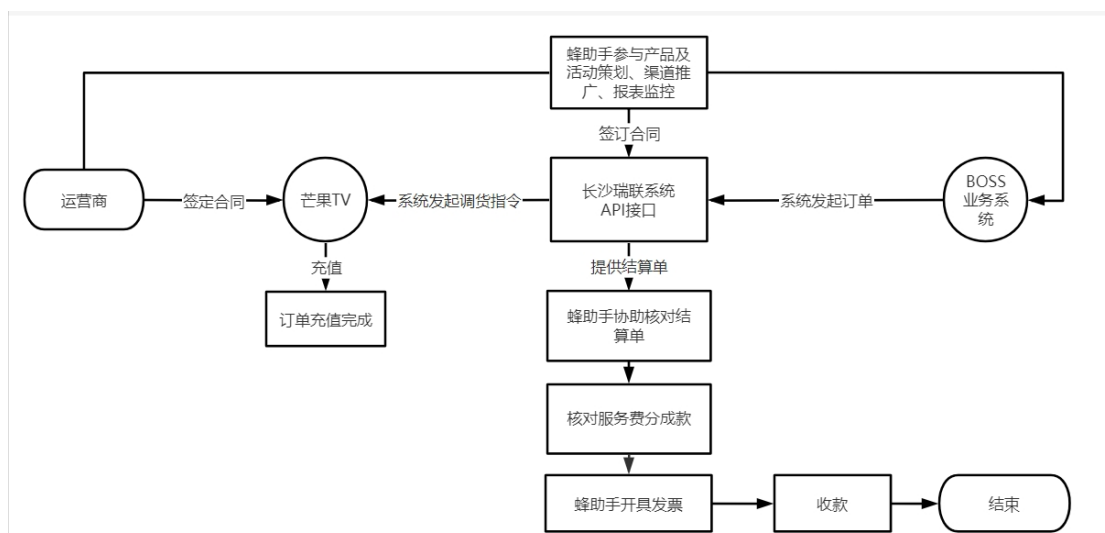 蜂助手参与产品及
活动策划、渠道推
广、报表监控
签订合同
运营商
签定合同
芒果TV
系统发起调货指令
长沙瑞联系统
API接口
系统发起订单
BOSS
业务系
统
充值
提供结算单
订单充值完成
蜂助手协助核对结
算单
核对服务费分成款
蜂助手开具发票
收款
结束